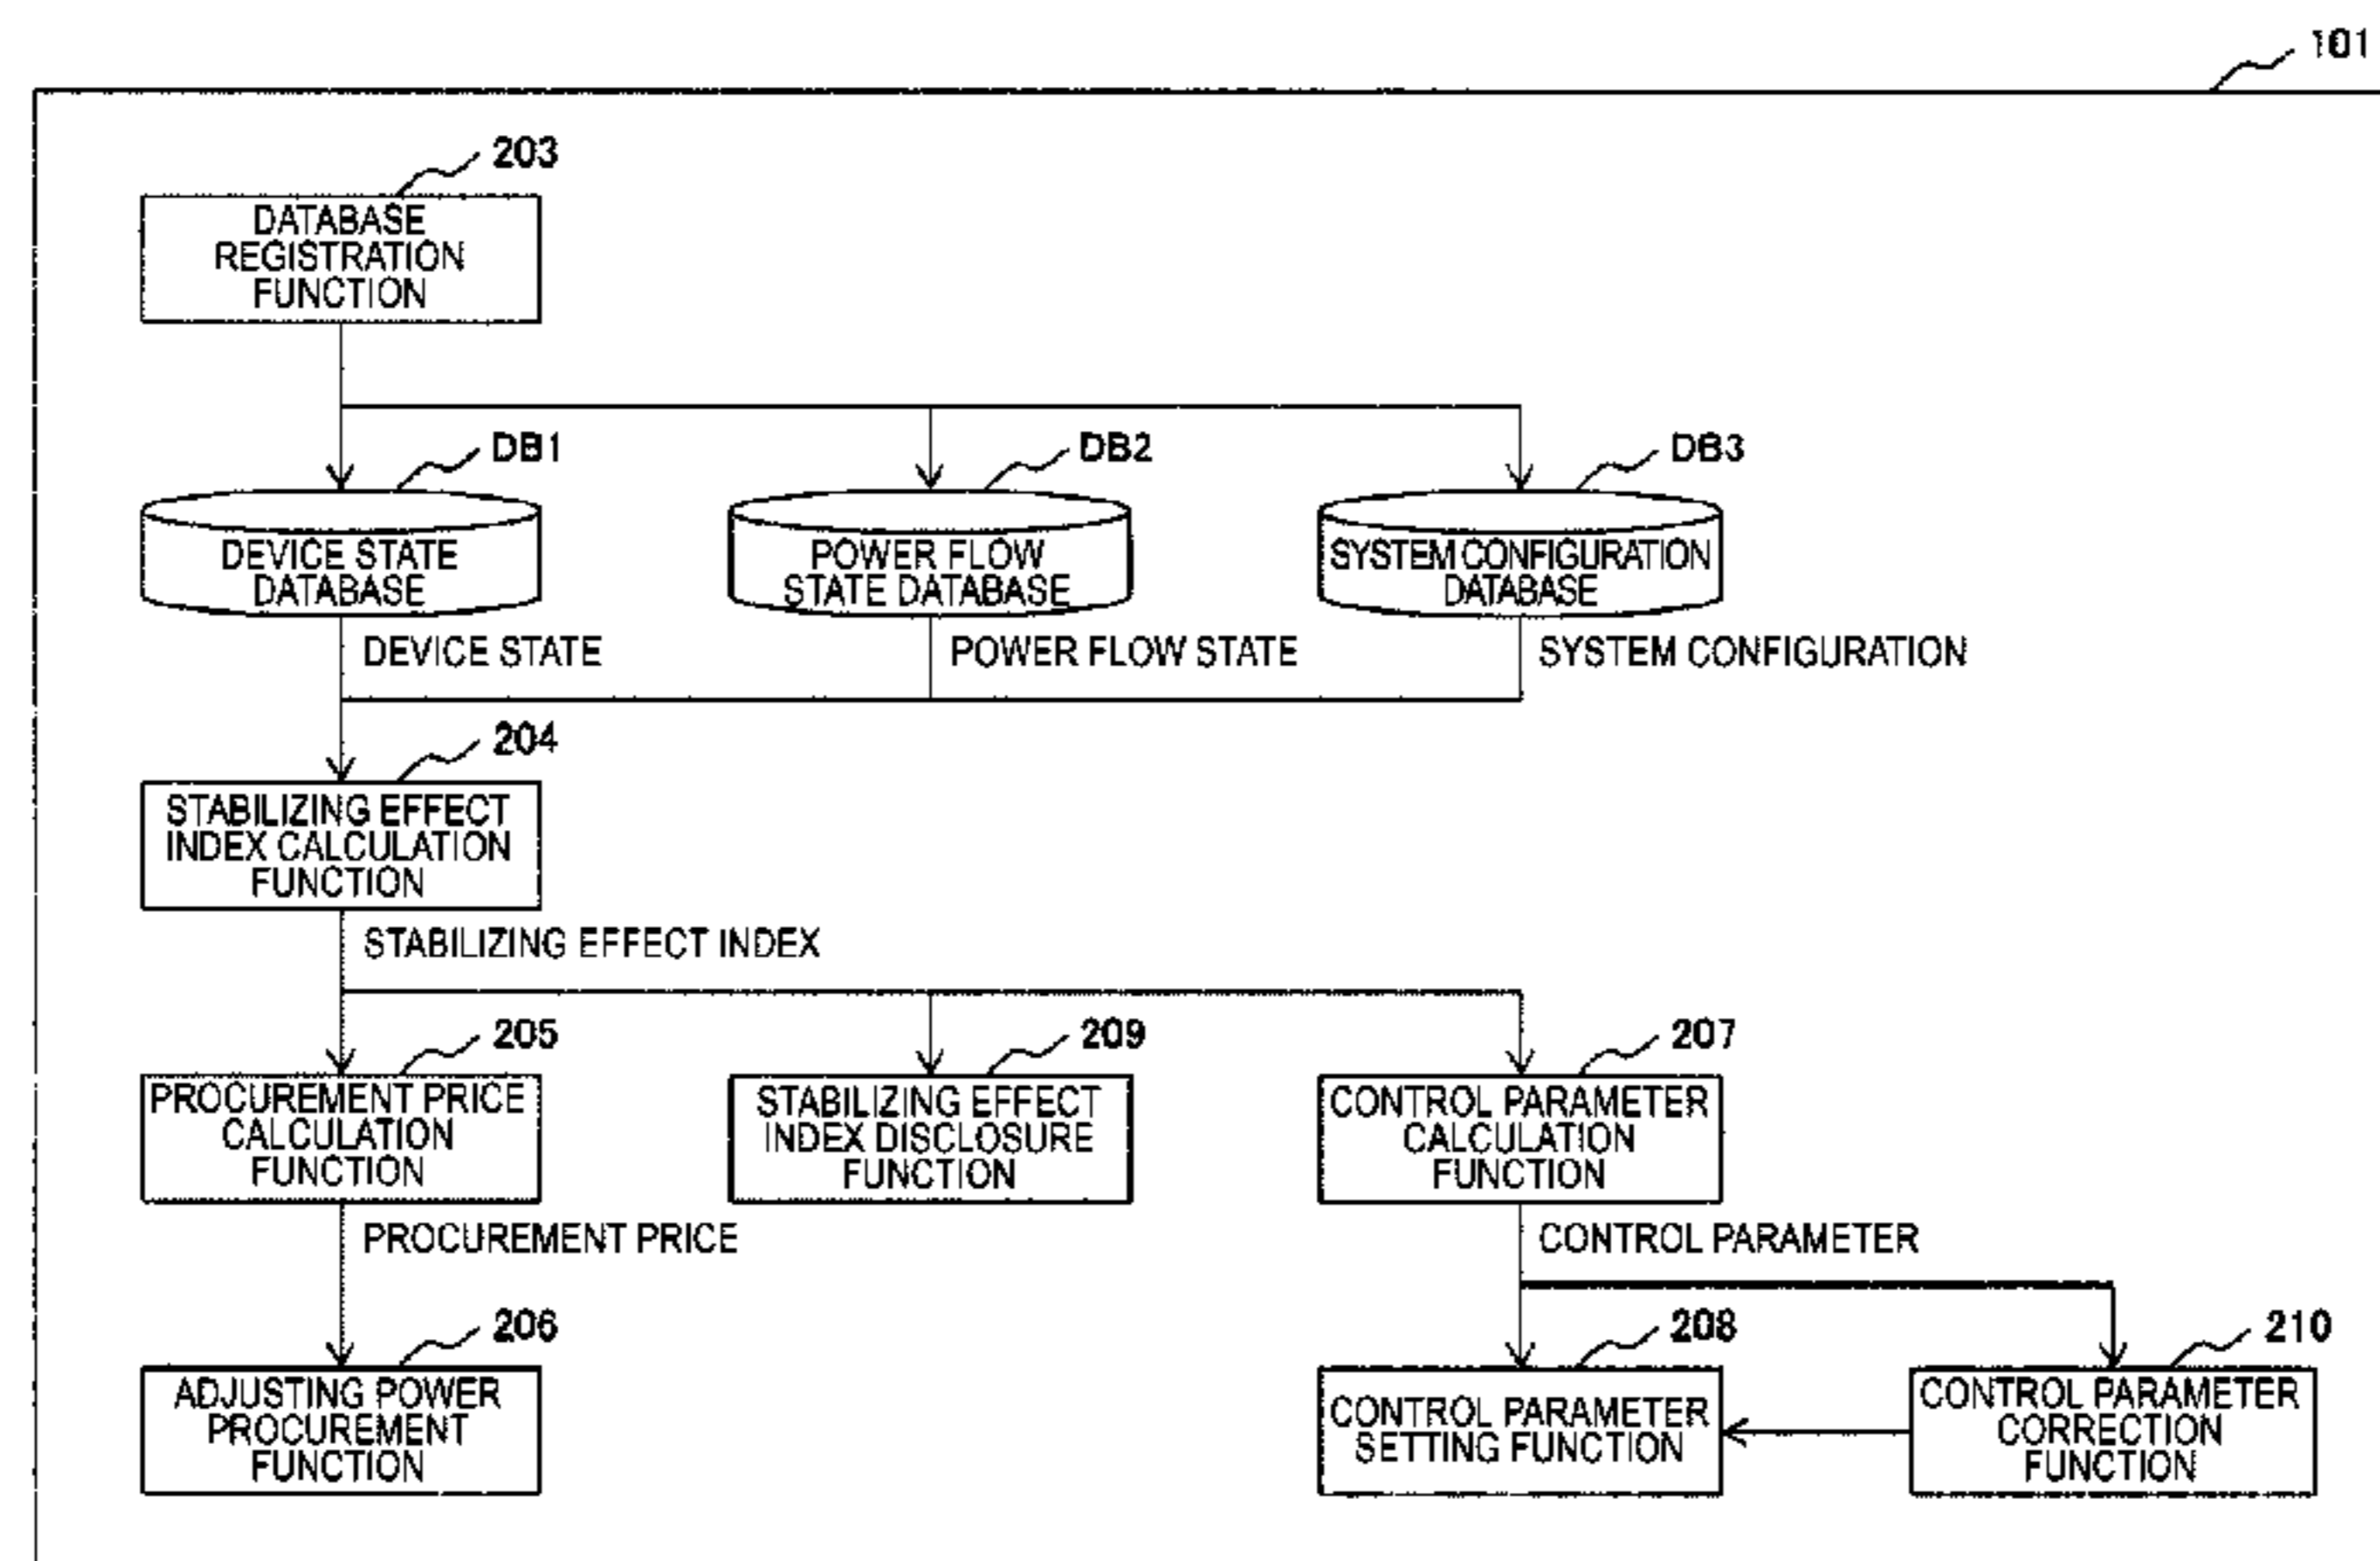 101
203
DATABASE
REGISTRATION
FUNCTION
DB1
DB2
DB3
DEVICE STATE
DATABASE
POWER FLOW
STATE DATABASE
SYSTEM CONFIGURATION
DATABASE
DEVICE STATE
POWER FLOW STATE
SYSTEM CONFIGURATION
204
STABILIZING EFFECT
INDEX CALCULATION
FUNCTION
STABILIZING EFFECT INDEX
205
209
207
PROCUREMENT PRICE
CALCULATION
FUNCTION
STABILIZING EFFECT
INDEX DISCLOSURE
FUNCTION
CONTROL PARAMETER
CALCULATION
FUNCTION
PROCUREMENT PRICE
CONTROL PARAMETER
206
208
210
ADJUSTING POWER
PROCUREMENT
FUNCTION
CONTROL PARAMETER
SETTING FUNCTION
CONTROL PARAMETER
CORRECTION
FUNCTION